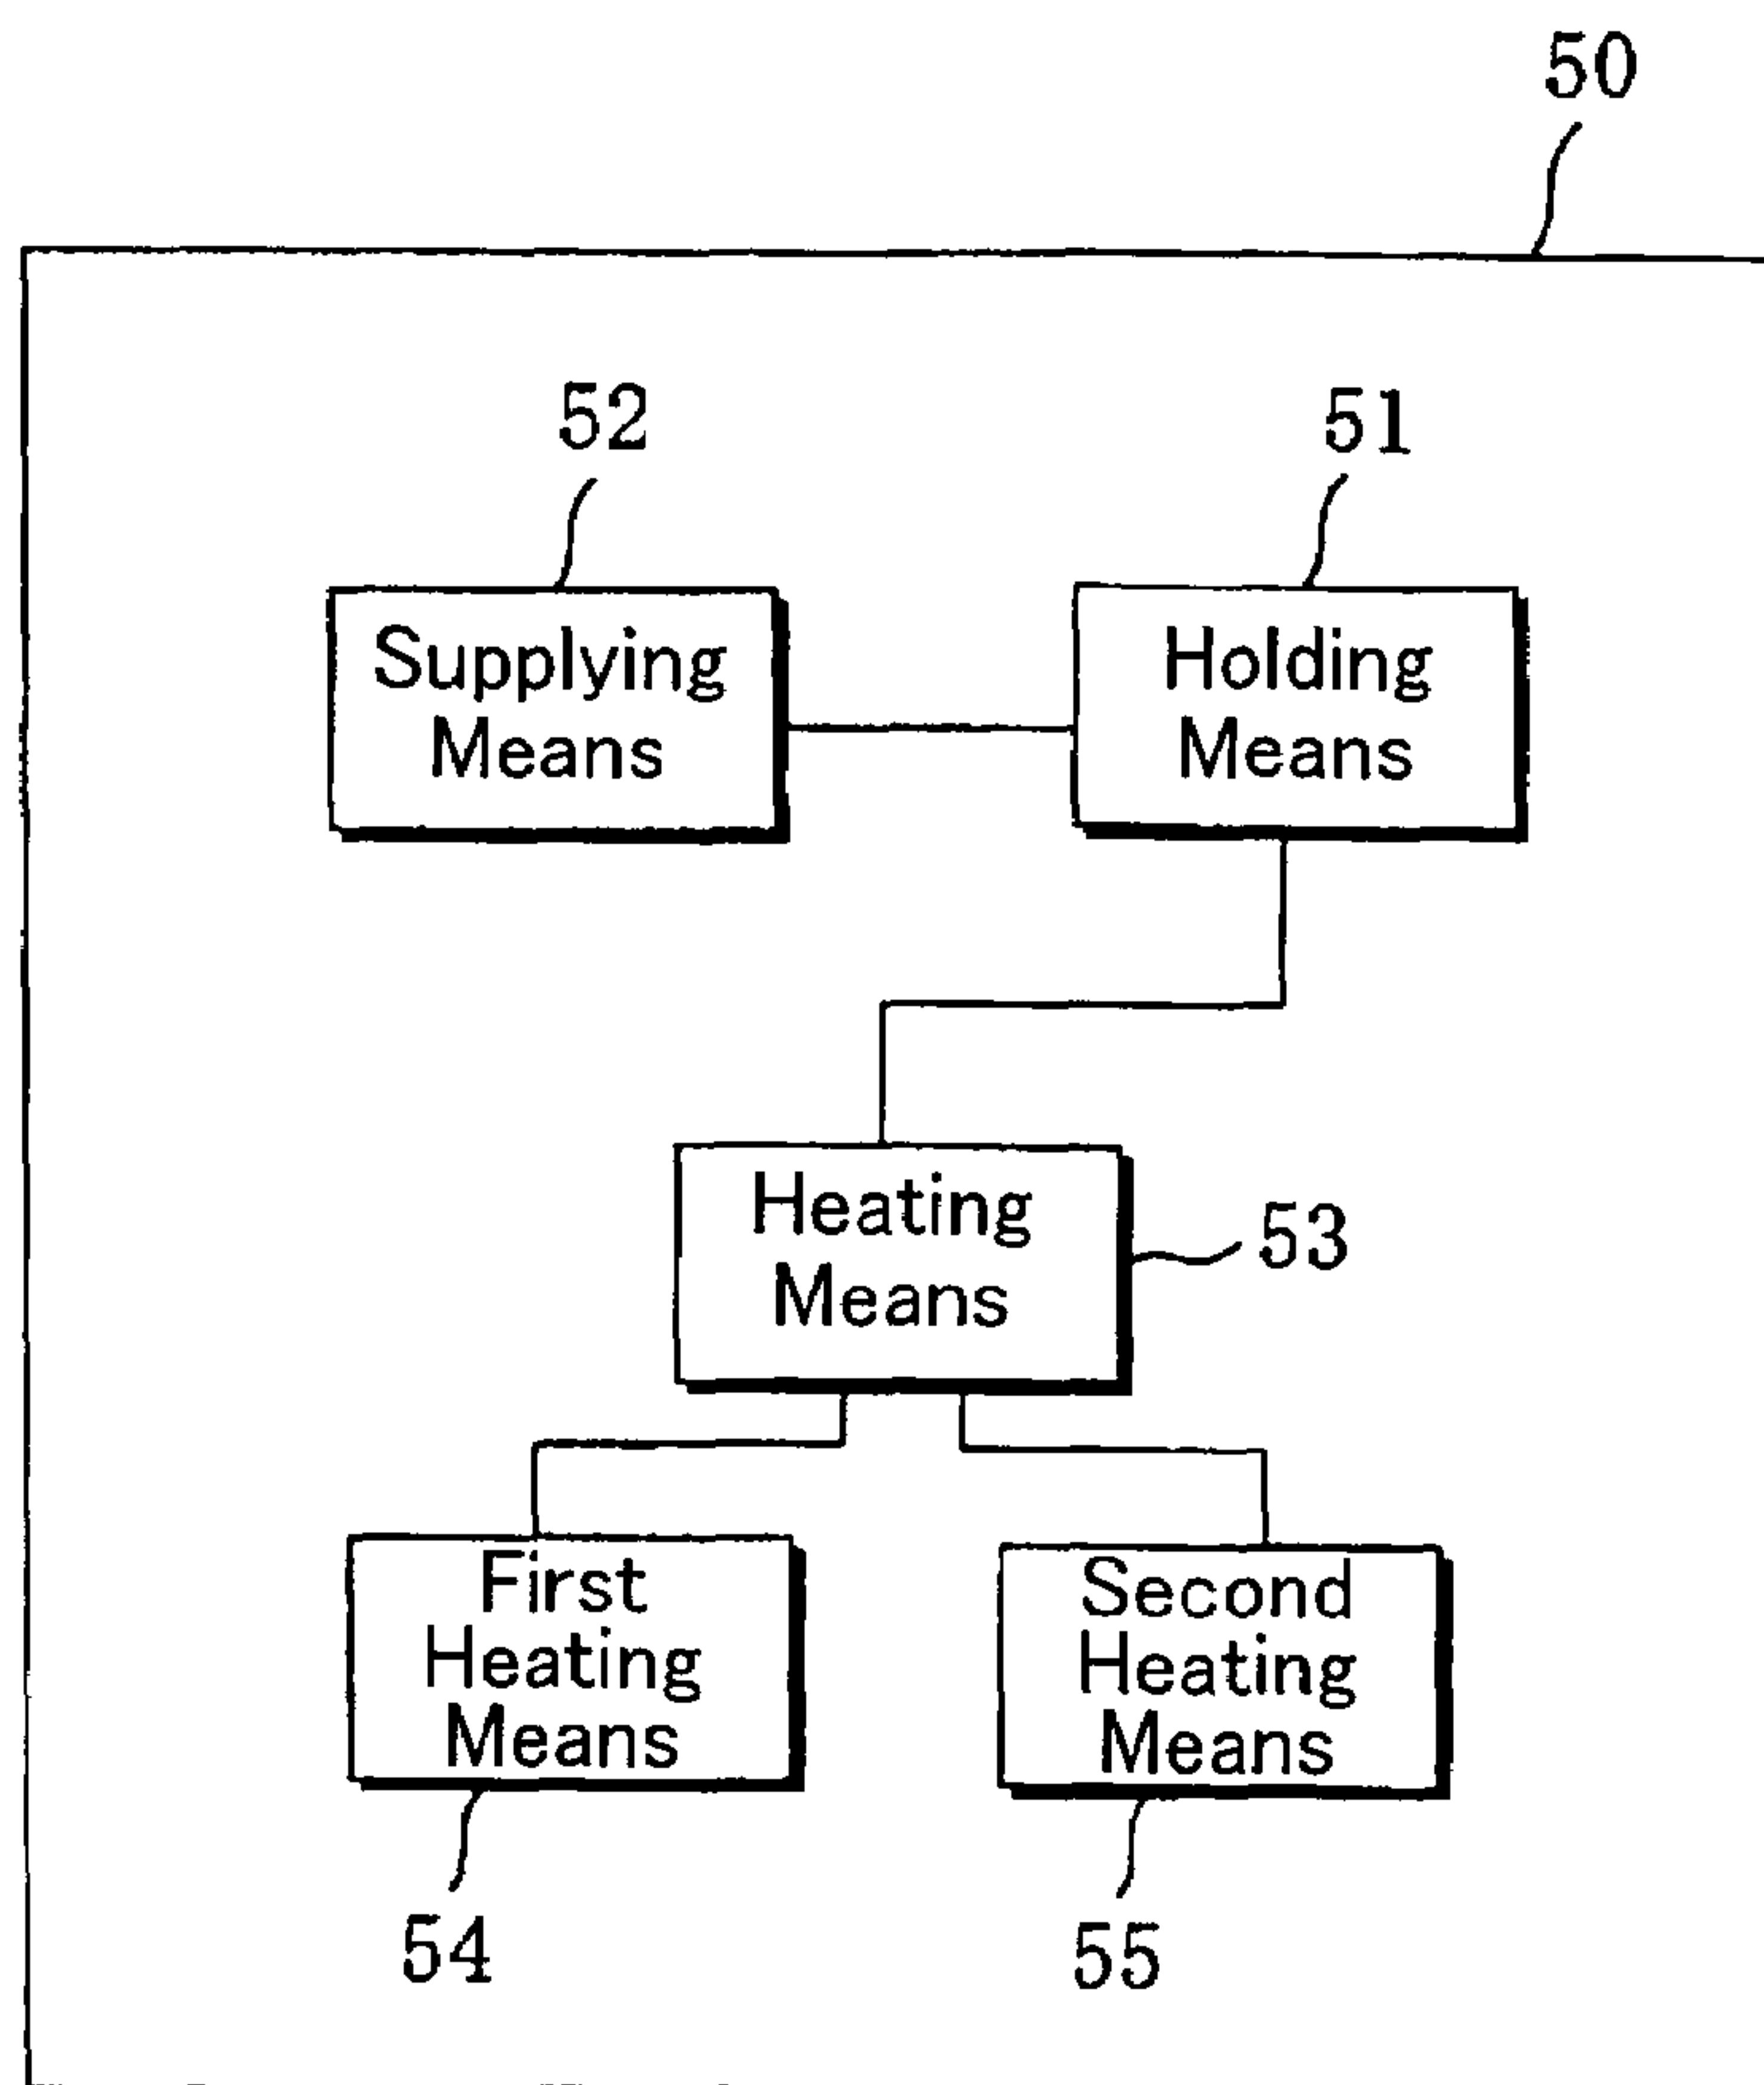 50
52
51
Supplying
Means
Holding
Means
Heating
Means
53
First
Heating
Means
Second
Heating
Means
54
55